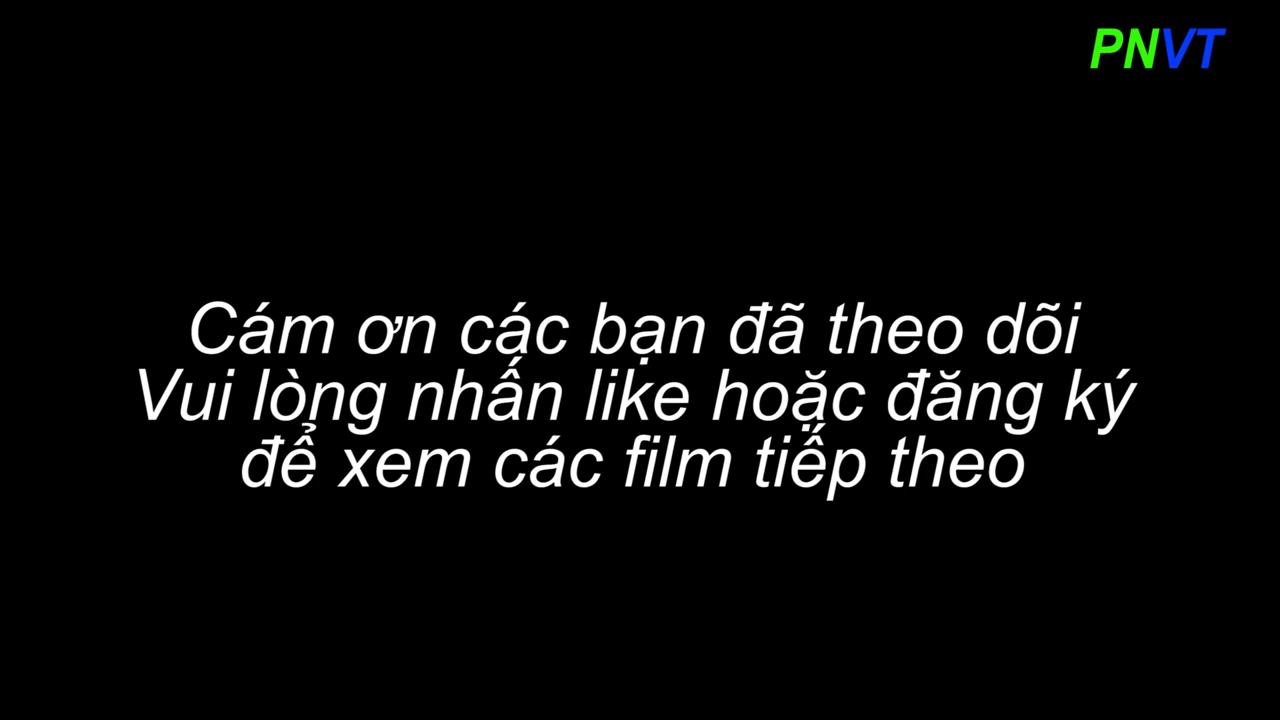 PNVT
Cám ơn các bạn đã theo dõi
Vui lòng nhấn like hoặc đăng ký
để xem các film tiếp theo